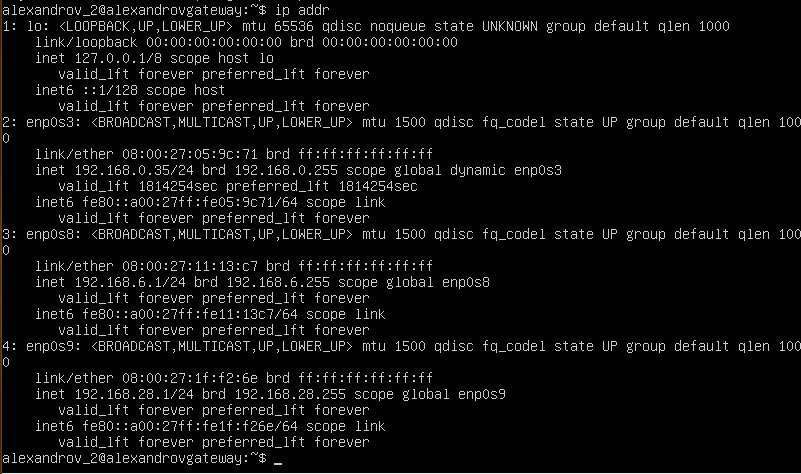 alexandrov_2@alexandrovgateway:~$ ip addr
1: lo: <LOOPBACK,UP,LOWER_UP> mtu 65536 qdisc noqueue state UNKNOWN group default qlen 1000
    link/loopback 00:00:00:00:00:00 brd 00:00:00:00:00:00
    inet 127.0.0.1/8 scope host lo
       valid_lft forever preferred_lft forever
    inet6 ::1/128 scope host
       valid_lft forever preferred_lft forever
2: enp0s3: <BROADCAST,MULTICAST,UP,LOWER_UP> mtu 1500 qdisc fq_codel state UP group default qlen 100
0
    link/ether 08:00:27:05:9c:71 brd ff:ff:ff:ff:ff:ff
    inet 192.168.0.35/24 brd 192.168.0.255 scope global dynamic enp0s3
       valid_lft 1814254sec preferred_lft 1814254sec
    inet6 fe80::a00:27ff:fe05:9c71/64 scope link
       valid_lft forever preferred_lft forever
3: enp0s8: <BROADCAST,MULTICAST,UP,LOWER_UP> mtu 1500 qdisc fq_codel state UP group default qlen 100
0
    link/ether 08:00:27:11:13:c7 brd ff:ff:ff:ff:ff:ff
    inet 192.168.6.1/24 brd 192.168.6.255 scope global enp0s8
       valid_lft forever preferred_lft forever
    inet6 fe80::a00:27ff:fe11:13c7/64 scope link
       valid_lft forever preferred_lft forever
4: enp0s9: <BROADCAST,MULTICAST,UP,LOWER_UP> mtu 1500 qdisc fq_codel state UP group default qlen 100
0
    link/ether 08:00:27:1f:f2:6e brd ff:ff:ff:ff:ff:ff
    inet 192.168.28.1/24 brd 192.168.28.255 scope global enp0s9
       valid_lft forever preferred_lft forever
    inet6 fe80::a00:27ff:fe1f:f26e/64 scope link
       valid_lft forever preferred_lft forever
alexandrov_2@alexandrovgateway:~$ _